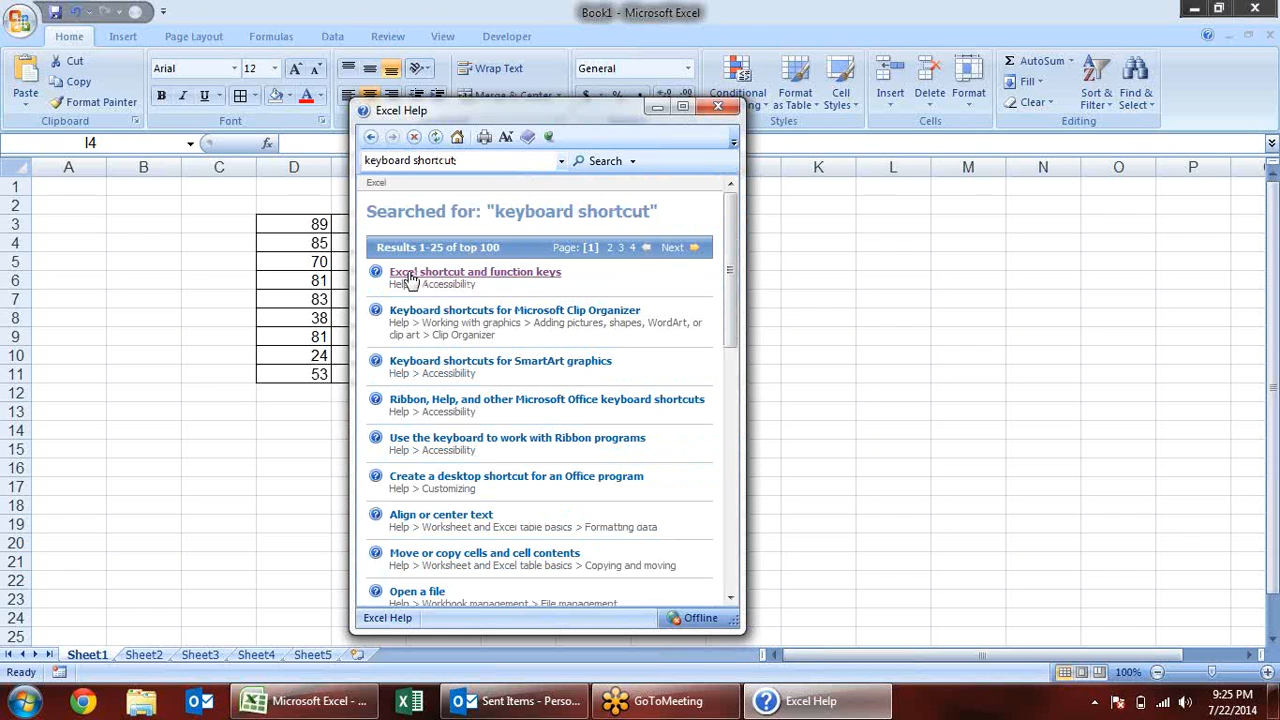 Book1 - Microsoft Excel
Home Insert Page Layout Formulas Data Review View Developer
Paste
Cut
Copy
Format Painter
Clipboard
Arial 12
B I U
Font
Wrap Text
General
Conditional
Format as Table
Cell Styles
Styles
Insert Delete Format
Cells
AutoSum
Fill
Clear
Sort & Filter
Find & Select
Editing
I4
fx
A B C D K L M N O P
1
2
3 89
4 85
5 70
6 81
7 83
8 38
9 81
10 24
11 53
12
13
14
15
16
17
18
19
20
21
22
23
24
25
Excel Help
keyboard shortcut
Search
Excel
Searched for: "keyboard shortcut"
Results 1-25 of top 100 Page: [1] 2 3 4 Next
Excel shortcut and function keys
Help > Accessibility
Keyboard shortcuts for Microsoft Clip Organizer
Help > Working with graphics > Adding pictures, shapes, WordArt, or
clip art > Clip Organizer
Keyboard shortcuts for SmartArt graphics
Help > Accessibility
Ribbon, Help, and other Microsoft Office keyboard shortcuts
Help > Accessibility
Use the keyboard to work with Ribbon programs
Help > Accessibility
Create a desktop shortcut for an Office program
Help > Customizing
Align or center text
Help > Worksheet and Excel table basics > Formatting data
Move or copy cells and cell contents
Help > Worksheet and Excel table basics > Copying and moving
Open a file
Help > Workbook management > File management
Excel Help Offline
Sheet1 Sheet2 Sheet3 Sheet4 Sheet5
Ready 100%
Microsoft Excel - ...
Sent Items - Perso...
GoToMeeting
Excel Help
9:25 PM
7/22/2014